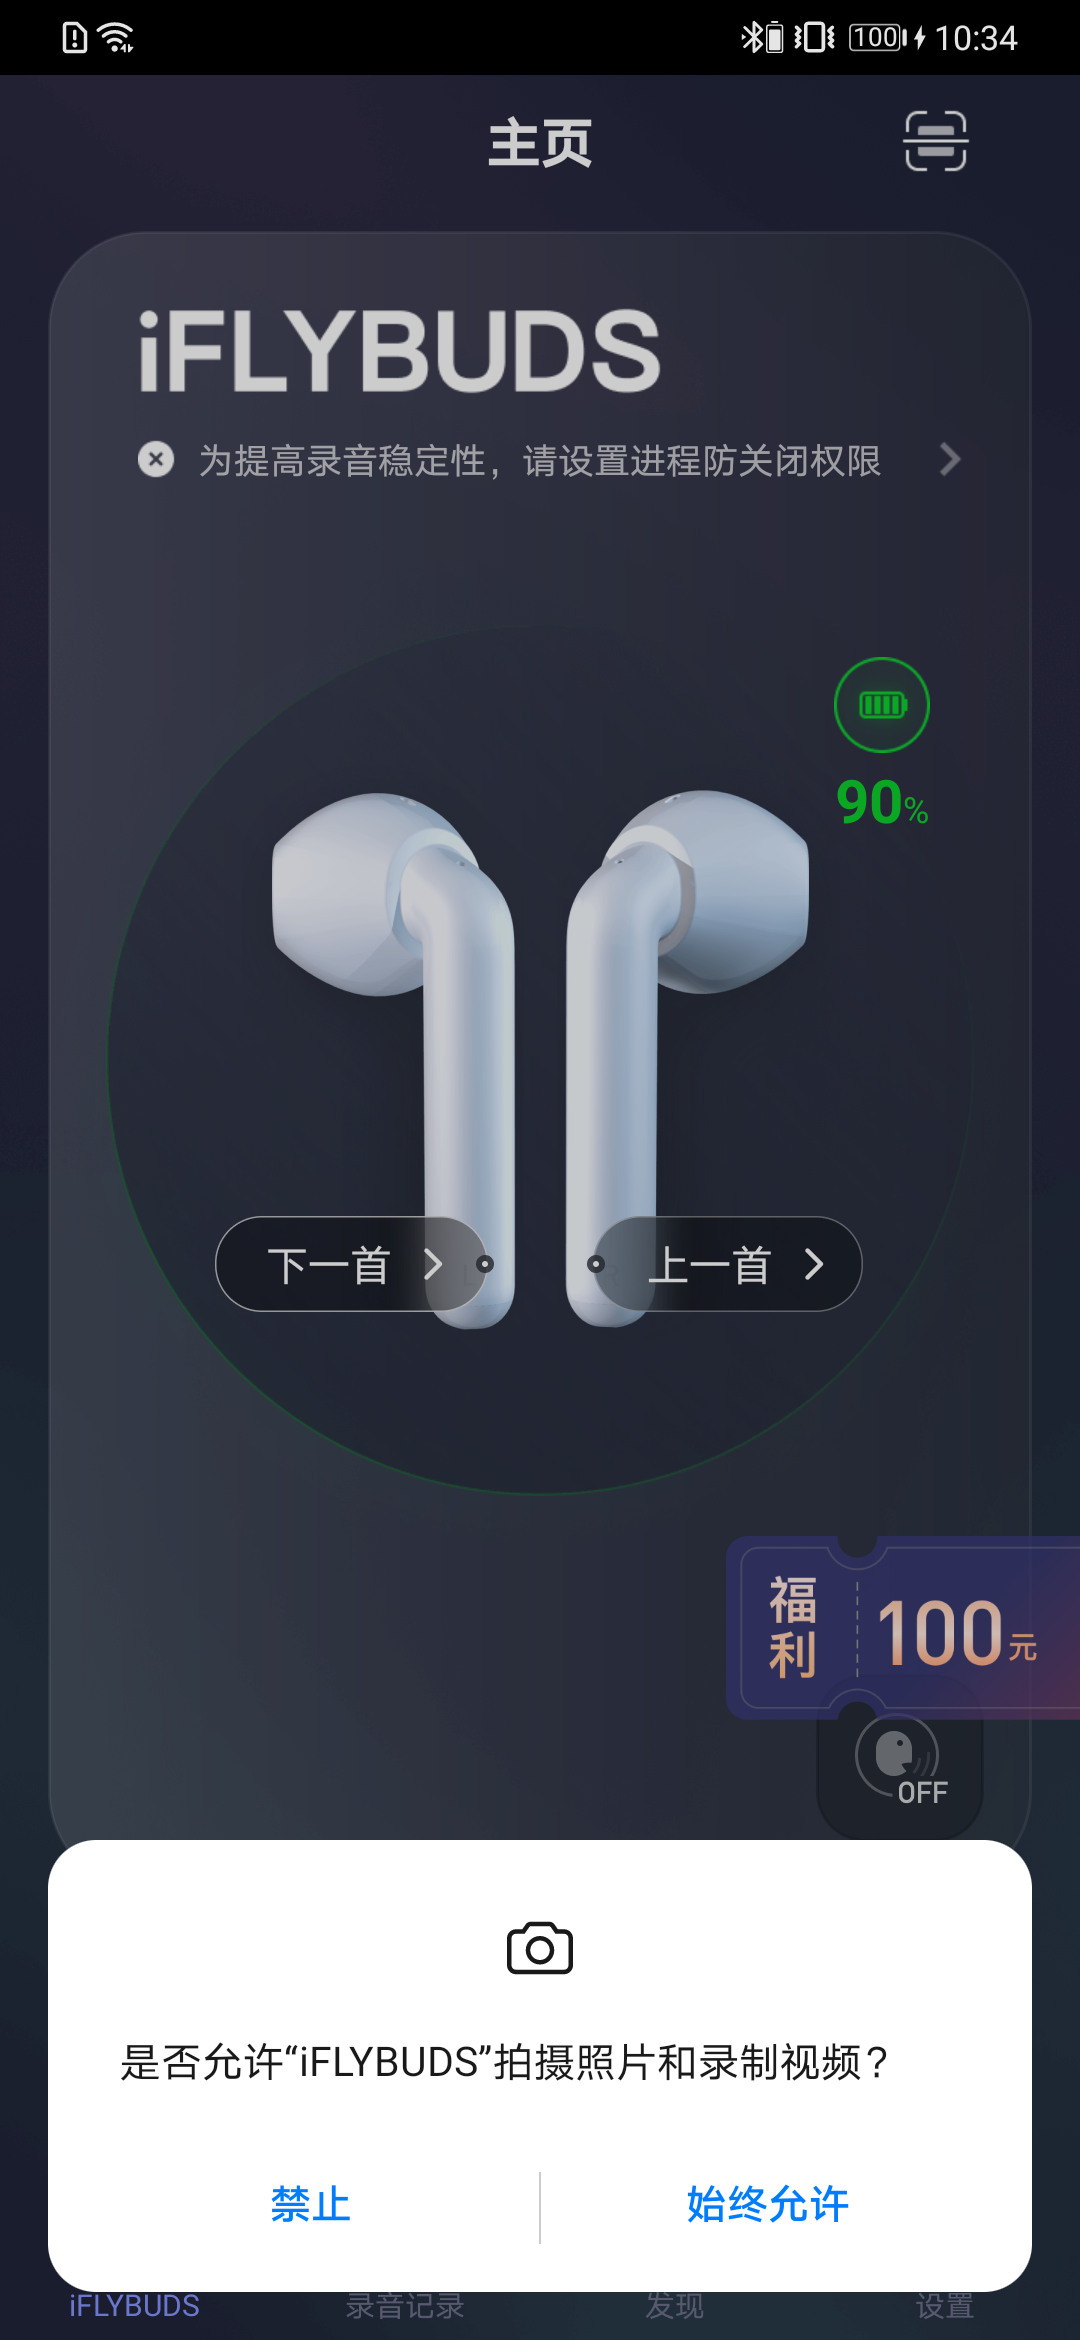 100 10:34
主页
iFLYBUDS
为提高录音稳定性，请设置进程防关闭权限
90%
下一首
上一首
福利
100元
OFF
是否允许“iFLYBUDS”拍摄照片和录制视频？
禁止
始终允许
iFLYBUDS
录音记录
发现
设置